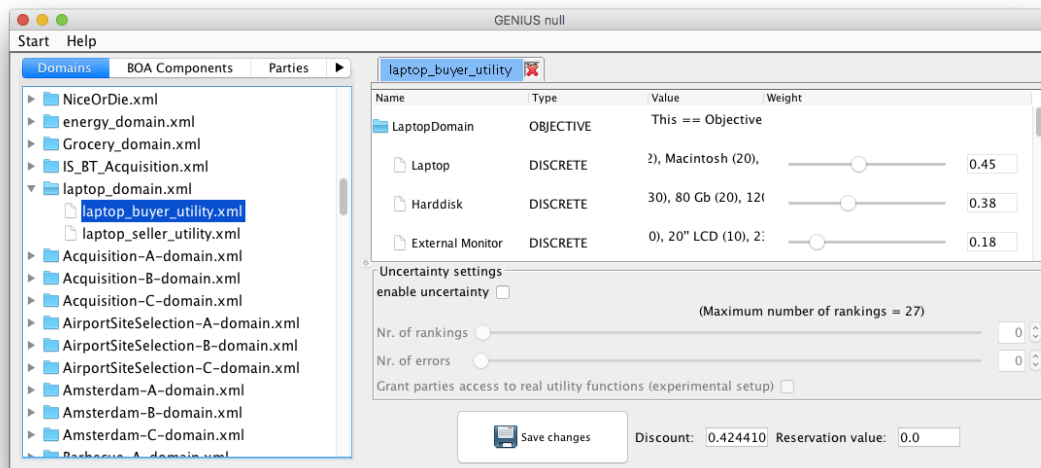 GENIUS null
Start Help
Domains BOA Components Parties
NiceOrDie.xml
energy_domain.xml
Grocery_domain.xml
IS_BT_Acquisition.xml
laptop_domain.xml
laptop_buyer_utility.xml
laptop_seller_utility.xml
Acquisition-A-domain.xml
Acquisition-B-domain.xml
Acquisition-C-domain.xml
AirportSiteSelection-A-domain.xml
AirportSiteSelection-B-domain.xml
AirportSiteSelection-C-domain.xml
Amsterdam-A-domain.xml
Amsterdam-B-domain.xml
Amsterdam-C-domain.xml
Barbecue-A-domain.xml
laptop_buyer_utility
Name Type Value Weight
LaptopDomain OBJECTIVE This == Objective
Laptop DISCRETE 2), Macintosh (20), 0.45
Harddisk DISCRETE 30), 80 Gb (20), 120 0.38
External Monitor DISCRETE 0), 20" LCD (10), 23 0.18
Uncertainty settings
enable uncertainty
(Maximum number of rankings = 27)
Nr. of rankings 0
Nr. of errors 0
Grant parties access to real utility functions (experimental setup)
Save changes Discount: 0.424410 Reservation value: 0.0